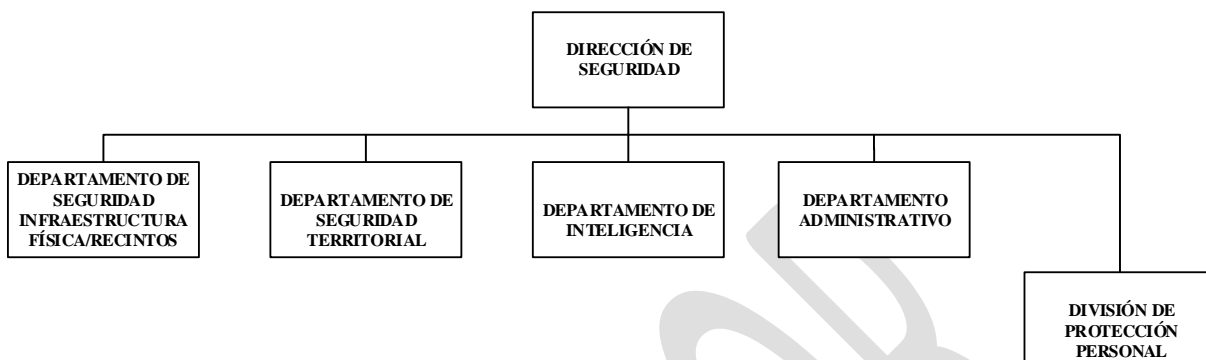 DIRECCIÓN DE
SEGURIDAD
DEPARTAMENTO DE
SEGURIDAD
INFRAESTRUCTURA
FÍSICA/RECINTOS
DEPARTAMENTO DE
SEGURIDAD
TERRITORIAL
DEPARTAMENTO DE
INTELIGENCIA
DEPARTAMENTO
ADMINISTRATIVO
DIVISIÓN DE
PROTECCIÓN
PERSONAL